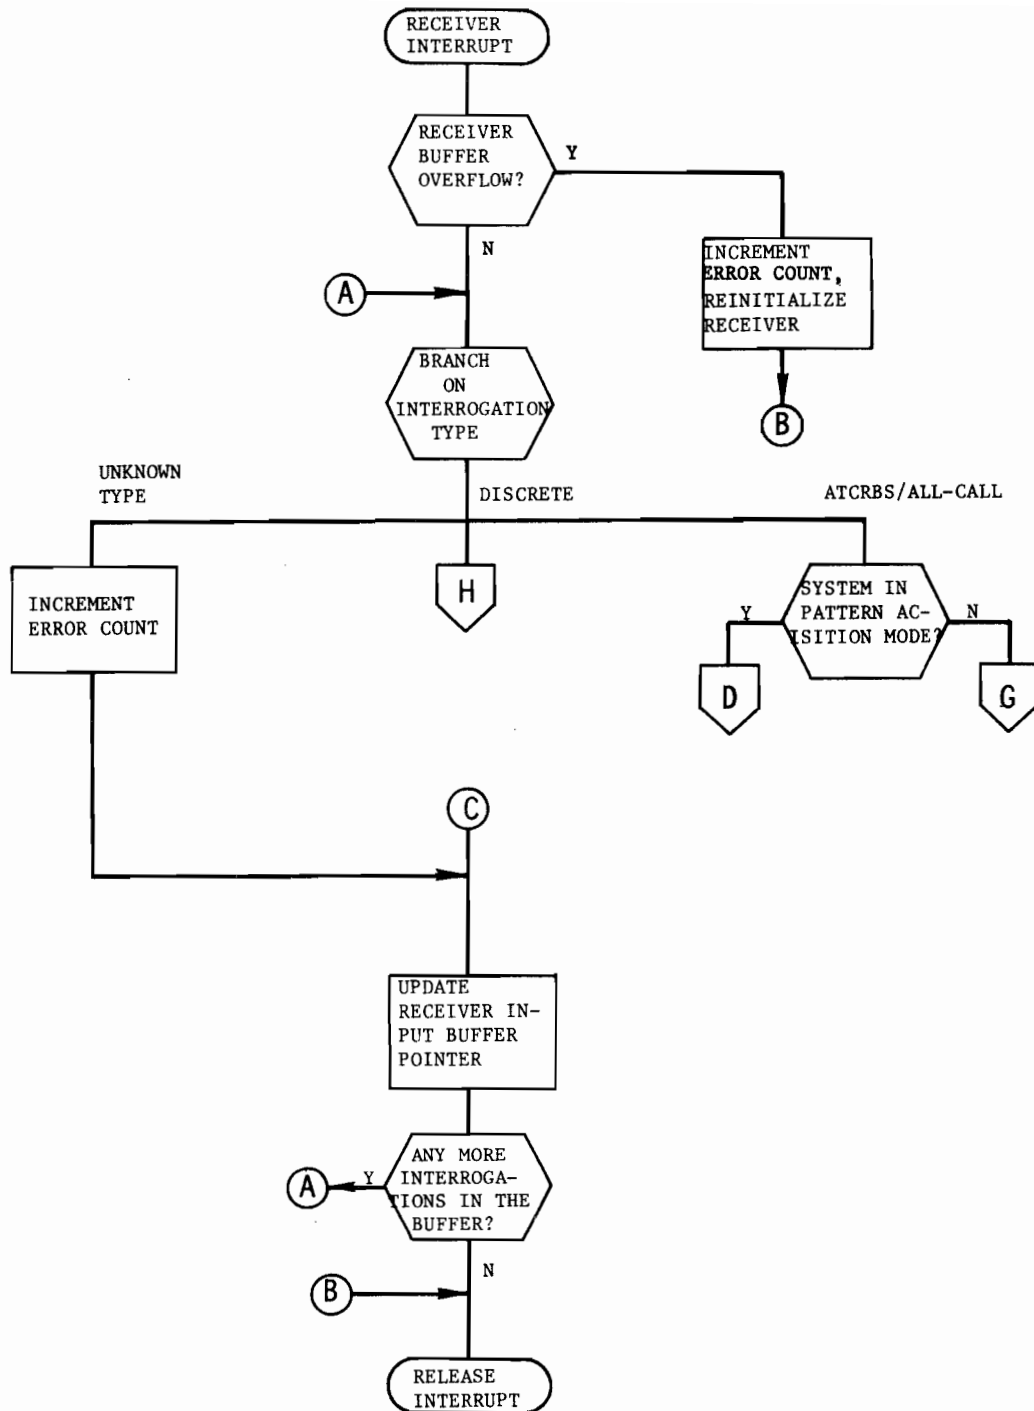 RECEIVER
INTERRUPT
RECEIVER
BUFFER
OVERFLOW?
Y
N
INCREMENT
ERROR COUNT,
REINITIALIZE
RECEIVER
A
BRANCH
ON
INTERROGATION
TYPE
B
UNKNOWN
TYPE
DISCRETE
ATCRBS/ALL-CALL
INCREMENT
ERROR COUNT
H
SYSTEM IN
PATTERN AC-
ISITION MODE?
Y
N
D
G
C
UPDATE
RECEIVER IN-
PUT BUFFER
POINTER
ANY MORE
INTERROGA-
TIONS IN THE
BUFFER?
Y
A
N
B
RELEASE
INTERRUPT